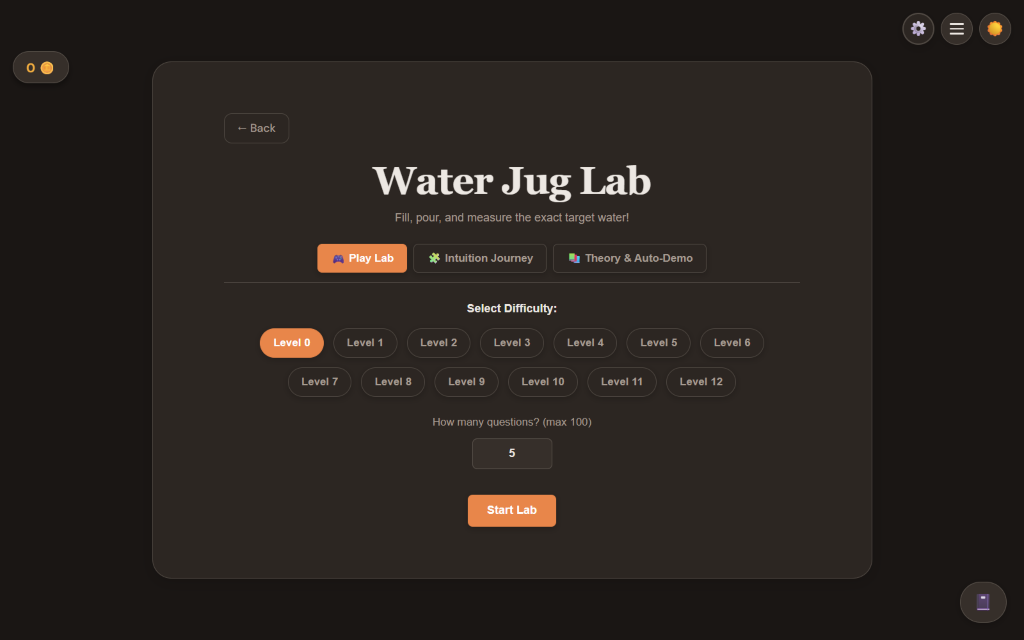 0
← Back
Water Jug Lab
Fill, pour, and measure the exact target water!
Play Lab
Intuition Journey
Theory & Auto-Demo
Select Difficulty:
Level 0
Level 1
Level 2
Level 3
Level 4
Level 5
Level 6
Level 7
Level 8
Level 9
Level 10
Level 11
Level 12
How many questions? (max 100)
5
Start Lab